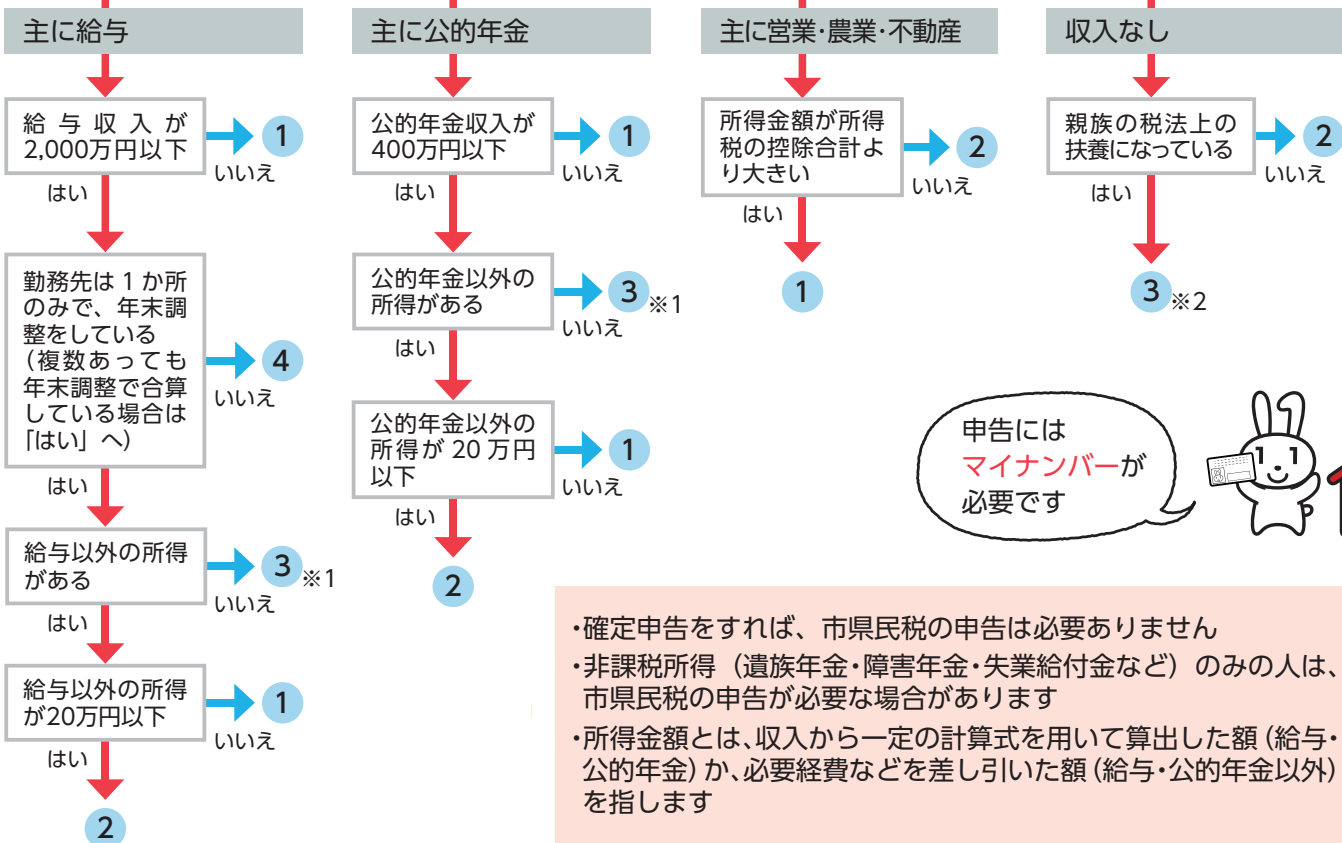 主に給与
給与収入が
2,000万円以下
1
いいえ
はい
勤務先は1か所
のみで、年末調
整をしている
(複数あっても
年末調整で合算
している場合は
「はい」へ)
4
いいえ
はい
給与以外の所得
がある
3※1
いいえ
はい
給与以外の所得
が20万円以下
1
いいえ
はい
2
主に公的年金
公的年金収入が
400万円以下
1
いいえ
はい
公的年金以外の
所得がある
3※1
いいえ
はい
公的年金以外の
所得が20万円
以下
1
いいえ
はい
2
主に営業・農業・不動産
所得金額が所得
税の控除合計よ
り大きい
2
いいえ
はい
1
収入なし
親族の税法上の
扶養になっている
2
いいえ
はい
3※2
申告には
マイナンバーが
必要です
・確定申告をすれば、市県民税の申告は必要ありません
・非課税所得(遺族年金・障害年金・失業給付金など)のみの人は、
市県民税の申告が必要な場合があります
・所得金額とは、収入から一定の計算式を用いて算出した額(給与・
公的年金)か、必要経費などを差し引いた額(給与・公的年金以外)
を指します